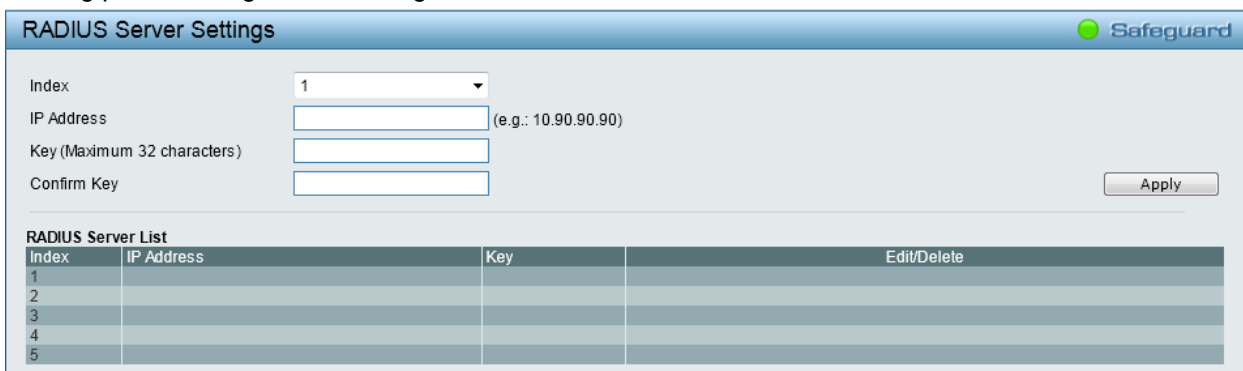 RADIUS Server Settings Safeguard
Index 1
IP Address (e.g.: 10.90.90.90)
Key (Maximum 32 characters)
Confirm Key Apply
RADIUS Server List
Index IP Address Key Edit/Delete
1
2
3
4
5